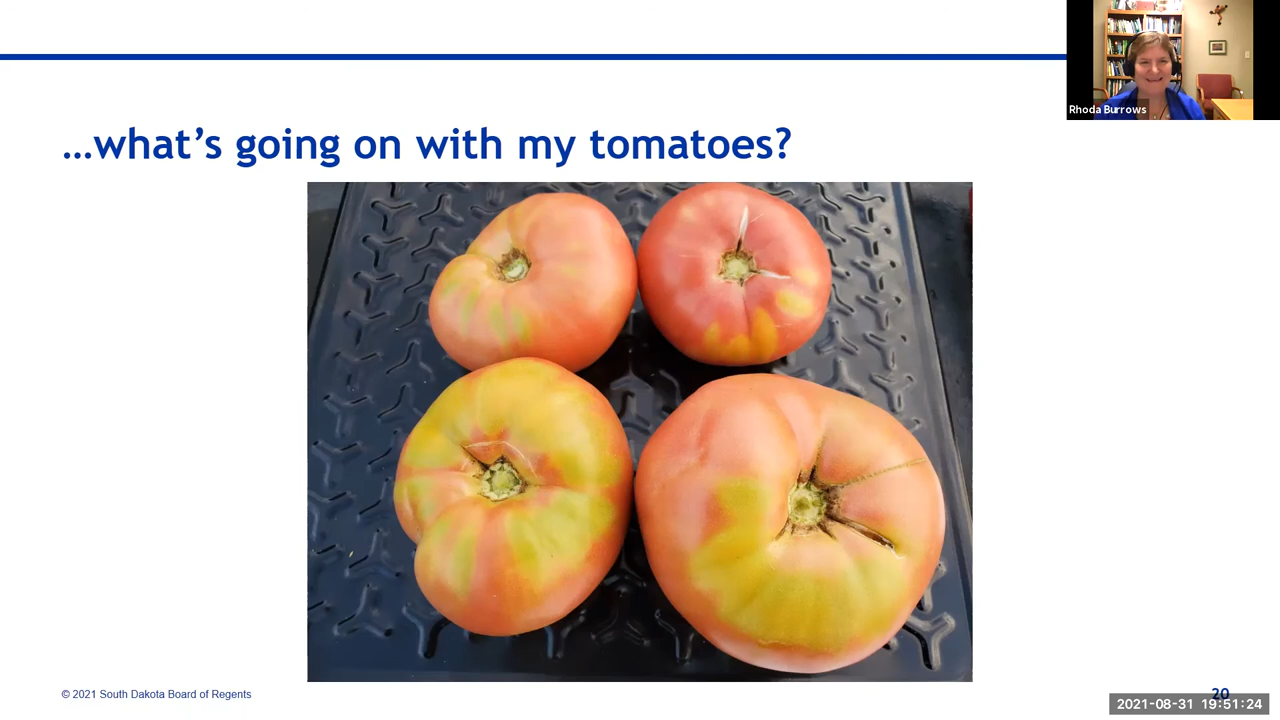 Rhoda Burrows
…what’s going on with my tomatoes?
© 2021 South Dakota Board of Regents
20
2021-08-31 19:51:24